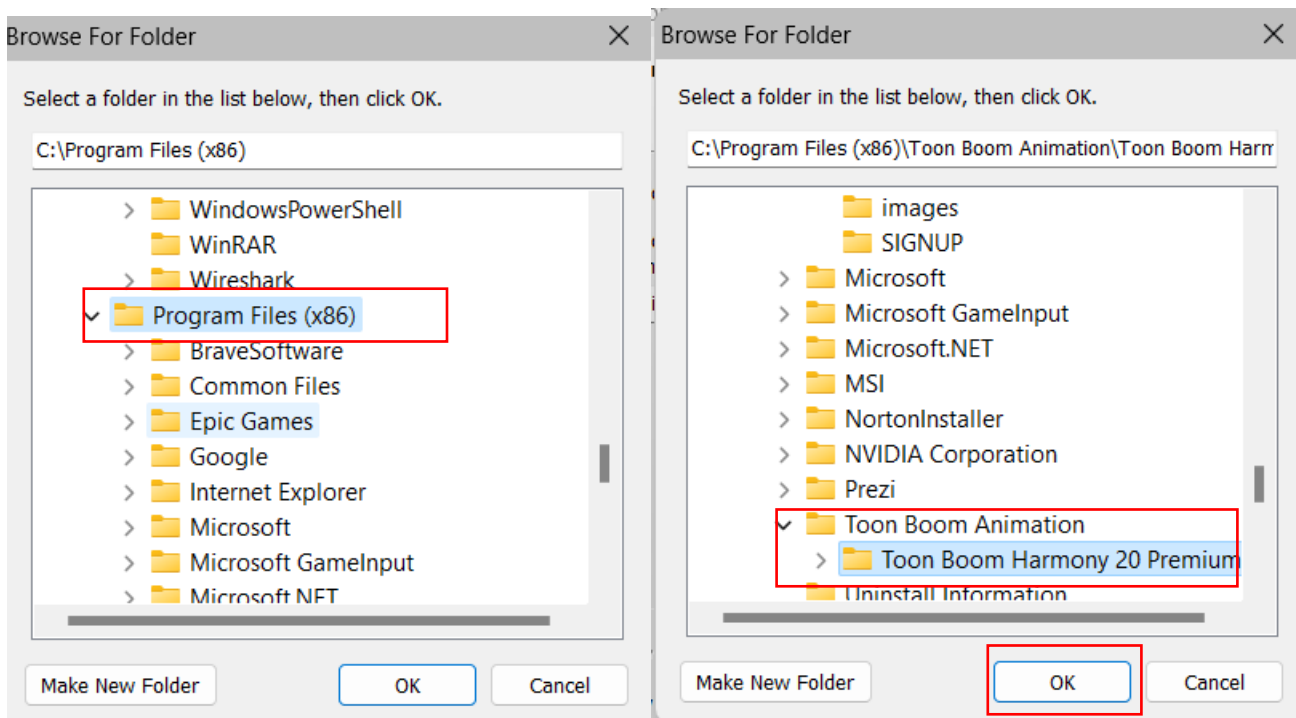 Browse For Folder
Select a folder in the list below, then click OK.
C:\Program Files (x86)
WindowsPowerShell
WinRAR
Wireshark
Program Files (x86)
BraveSoftware
Common Files
Epic Games
Google
Internet Explorer
Microsoft
Microsoft GameInput
Microsoft.NET
Make New Folder
OK
Cancel
Browse For Folder
Select a folder in the list below, then click OK.
C:\Program Files (x86)\Toon Boom Animation\Toon Boom Harm
images
SIGNUP
Microsoft
Microsoft GameInput
Microsoft.NET
MSI
NortonInstaller
NVIDIA Corporation
Prezi
Toon Boom Animation
Toon Boom Harmony 20 Premium
Uninstall Information
Make New Folder
OK
Cancel